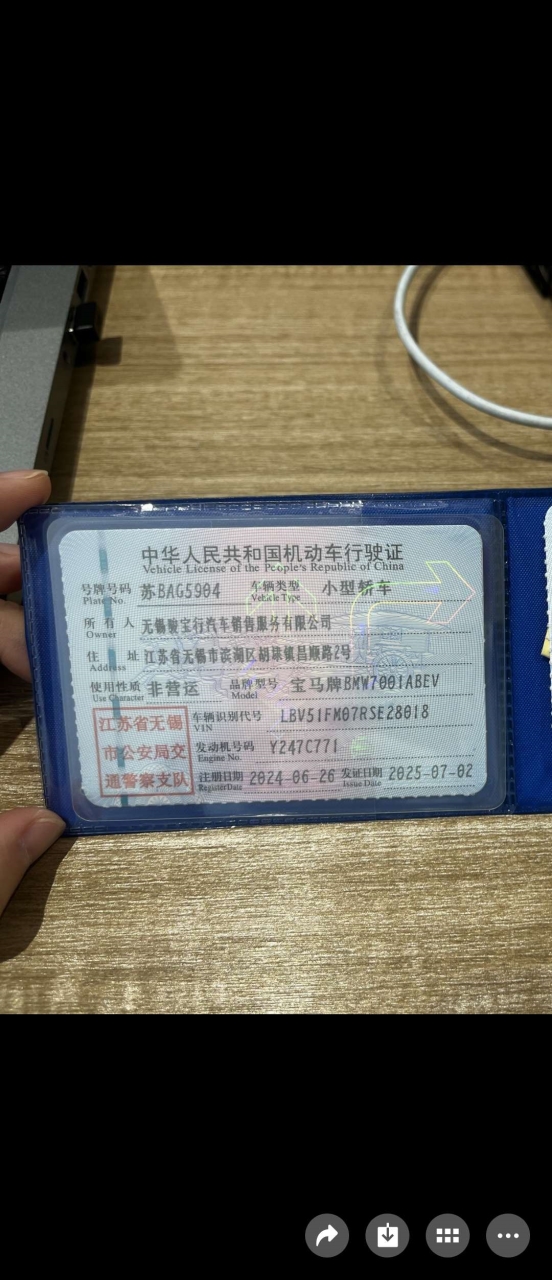 中华人民共和国机动车行驶证
Vehicle License of the People's Republic of China
号牌号码 苏BAG5904 车辆类型 小型轿车
Plate No. Vehicle Type
所有人 无锡骏宝行汽车销售服务有限公司
Owner
住址 江苏省无锡市滨湖区胡埭镇昌顺路2号
Address
使用性质 非营运 品牌型号 宝马牌BMW7001ABEV
Use Character Model
江苏省无锡
市公安局交
通警察支队
车辆识别代号 LBV51FM07RSE28018
VIN
发动机号码 Y247C771
Engine No.
注册日期 2024-06-26 发证日期 2025-07-02
Register Date Issue Date